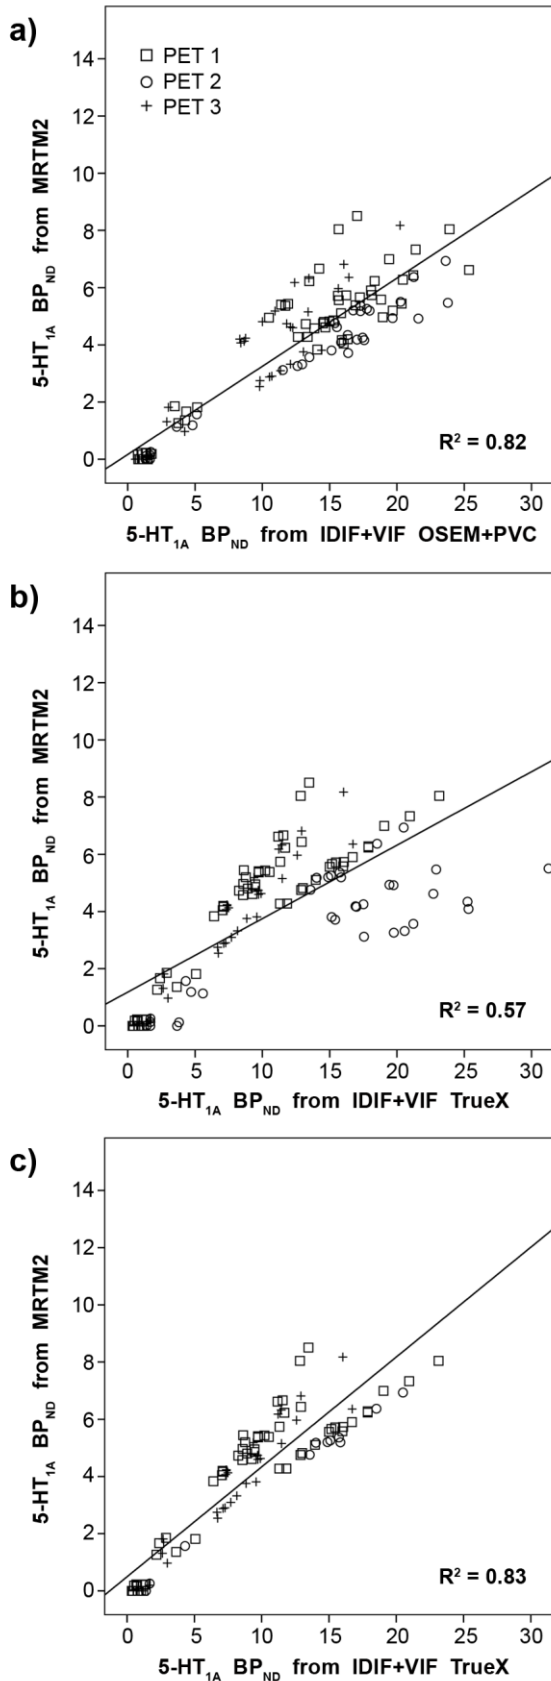 a)
14
12
10
8
6
4
2
0
5-HT1A BPND from MRTM2
PET 1
PET 2
PET 3
R² = 0.82
0 5 10 15 20 25 30
5-HT1A BPND from IDIF+VIF OSEM+PVC
b)
14
12
10
8
6
4
2
0
5-HT1A BPND from MRTM2
R² = 0.57
0 5 10 15 20 25 30
5-HT1A BPND from IDIF+VIF TrueX
c)
14
12
10
8
6
4
2
0
5-HT1A BPND from MRTM2
R² = 0.83
0 5 10 15 20 25 30
5-HT1A BPND from IDIF+VIF TrueX